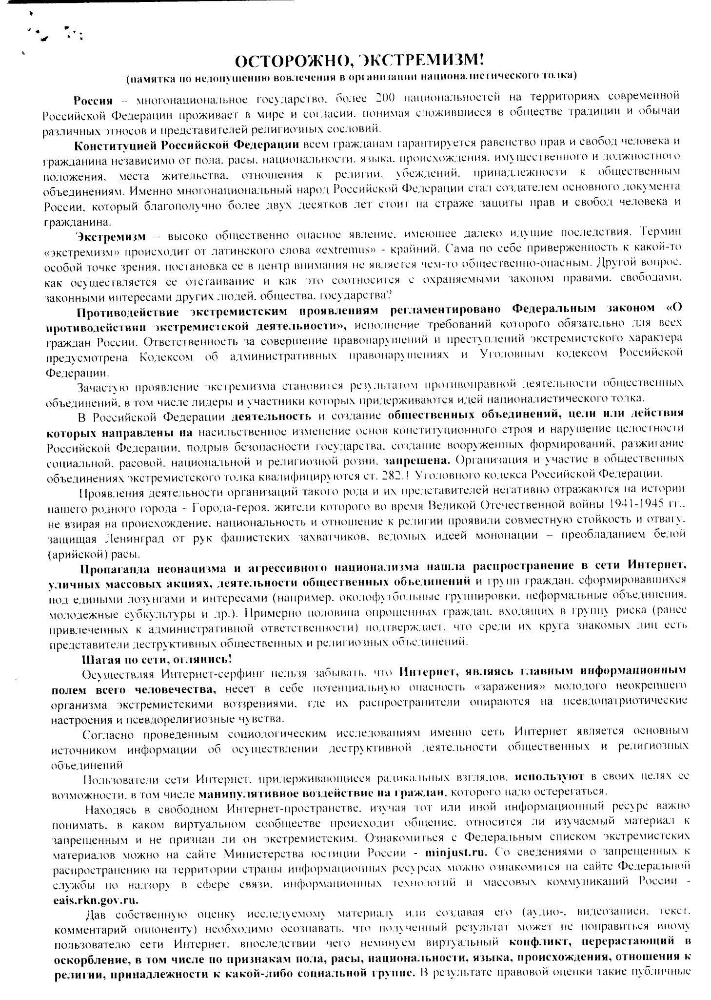 ОСТОРОЖНО, ЭКСТРЕМИЗМ!
(памятка по недопущению вовлечения в организации националистического толка)
Россия – многонациональное государство, более 200 национальностей на территориях современной
Российской Федерации проживает в мире и согласии, понимая сложившиеся в обществе традиции и обычаи
различных этносов и представителей религиозных сословий.
Конституцией Российской Федерации всем гражданам гарантируется равенство прав и свобод человека и
гражданина независимо от пола, расы, национальности, языка, происхождения, имущественного и должностного
положения, места жительства, отношения к религии, убеждений, принадлежности к общественным
объединениям. Именно многонациональный народ Российской Федерации стал создателем основного документа
России, который благополучно более двух десятков лет стоит на страже защиты прав и свобод человека и
гражданина.
Экстремизм – высоко общественно опасное явление, имеющее далеко идущие последствия. Термин
«экстремизм» происходит от латинского слова «extremus» - крайний. Сама по себе приверженность к какой-то
особой точке зрения, постановка ее в центр внимания не является чем-то общественно-опасным. Другой вопрос,
как осуществляется ее отстаивание и как это соотносится с охраняемыми законом правами, свободами,
законными интересами других людей, общества, государства?
Противодействие экстремистским проявлениям регламентировано Федеральным законом «О
противодействии экстремистской деятельности», исполнение требований которого обязательно для всех
граждан России. Ответственность за совершение правонарушений и преступлений экстремистского характера
предусмотрена Кодексом об административных правонарушениях и Уголовным кодексом Российской
Федерации.
Зачастую проявление экстремизма становится результатом противоправной деятельности общественных
объединений, в том числе лидеры и участники которых придерживаются идей националистического толка.
В Российской Федерации деятельность и создание общественных объединений, цели или действия
которых направлены на насильственное изменение основ конституционного строя и нарушение целостности
Российской Федерации, подрыв безопасности государства, создание вооруженных формирований, разжигание
социальной, расовой, национальной и религиозной розни, запрещена. Организация и участие в общественных
объединениях экстремистского толка квалифицируются ст. 282.1 Уголовного кодекса Российской Федерации.
Проявления деятельности организаций такого рода и их представителей негативно отражаются на истории
нашего родного города – Города-героя, жители которого во время Великой Отечественной войны 1941-1945 гг.,
не взирая на происхождение, национальность и отношение к религии проявили совместную стойкость и отвагу,
защищая Ленинград от рук фашистских захватчиков, ведомых идеей мононации – преобладанием белой
(арийской) расы.
Пропаганда неонацизма и агрессивного национализма нашла распространение в сети Интернет,
уличных массовых акциях, деятельности общественных объединений и групп граждан, сформировавшихся
под едиными лозунгами и интересами (например, околофутбольные группировки, неформальные объединения,
молодежные субкультуры и др.). Примерно половина опрошенных граждан, входящих в группу риска (ранее
привлеченных к административной ответственности) подтверждает, что среди их круга знакомых лиц есть
представители деструктивных общественных и религиозных объединений.
Шагая по сети, оглянись!
Осуществляя Интернет-серфинг нельзя забывать, что Интернет, являясь главным информационным
полем всего человечества, несет в себе потенциальную опасность «заражения» молодого неокрепшего
организма экстремистскими воззрениями, где их распространители опираются на псевдопатриотические
настроения и псевдорелигиозные чувства.
Согласно проведенным социологическим исследованиям именно сеть Интернет является основным
источником информации об осуществлении деструктивной деятельности общественных и религиозных
объединений
Пользователи сети Интернет, придерживающиеся радикальных взглядов, используют в своих целях ее
возможности, в том числе манипулятивное воздействие на граждан, которого надо остерегаться.
Находясь в свободном Интернет-пространстве, изучая тот или иной информационный ресурс важно
понимать, в каком виртуальном сообществе происходит общение, относится ли изучаемый материал к
запрещенным и не признан ли он экстремистским. Ознакомиться с Федеральным списком экстремистских
материалов можно на сайте Министерства юстиции России - minjust.ru. Со сведениями о запрещенных к
распространению на территории страны информационных ресурсах можно ознакомится на сайте Федеральной
службы по надзору в сфере связи, информационных технологий и массовых коммуникаций России -
eais.rkn.gov.ru.
Дав собственную оценку исследуемому материалу или создавая его (аудио-, видеозаписи, текст,
комментарий оппоненту) необходимо осознавать, что полученный результат может не понравиться иному
пользователю сети Интернет, впоследствии чего неминуем виртуальный конфликт, перерастающий в
оскорбление, в том числе по признакам пола, расы, национальности, языка, происхождения, отношения к
религии, принадлежности к какой-либо социальной группе. В результате правовой оценки такие публичные